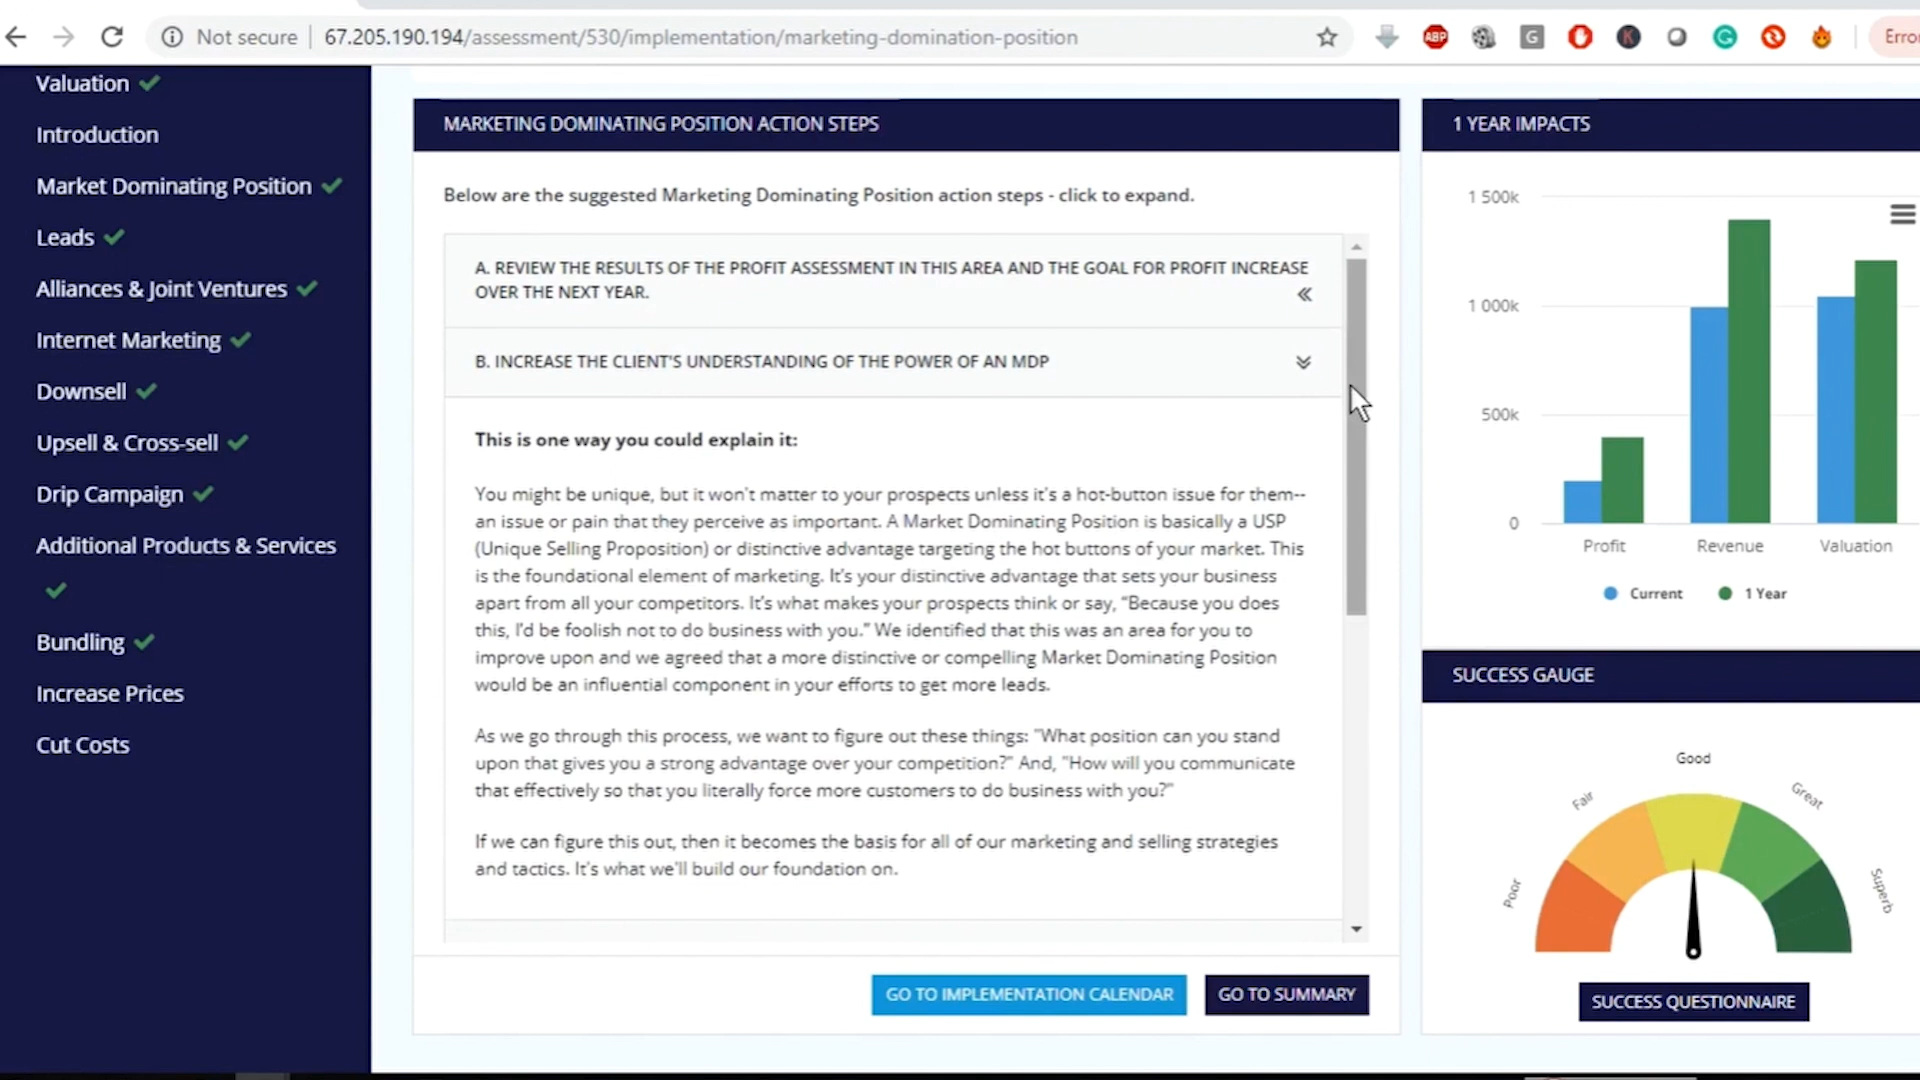 Not secure
67.205.190.194/assessment/530/implementation/marketing-domination-position
ABP
G
K
G
Error
Valuation
Introduction
Market Dominating Position
Leads
Alliances & Joint Ventures
Internet Marketing
Downsell
Upsell & Cross-sell
Drip Campaign
Additional Products & Services
Bundling
Increase Prices
Cut Costs
MARKETING DOMINATING POSITION ACTION STEPS
Below are the suggested Marketing Dominating Position action steps - click to expand.
A. REVIEW THE RESULTS OF THE PROFIT ASSESSMENT IN THIS AREA AND THE GOAL FOR PROFIT INCREASE
OVER THE NEXT YEAR.
B. INCREASE THE CLIENT'S UNDERSTANDING OF THE POWER OF AN MDP
This is one way you could explain it:
You might be unique, but it won't matter to your prospects unless it's a hot-button issue for them--
an issue or pain that they perceive as important. A Market Dominating Position is basically a USP
(Unique Selling Proposition) or distinctive advantage targeting the hot buttons of your market. This
is the foundational element of marketing. It's your distinctive advantage that sets your business
apart from all your competitors. It's what makes your prospects think or say, “Because you does
this, I'd be foolish not to do business with you.” We identified that this was an area for you to
improve upon and we agreed that a more distinctive or compelling Market Dominating Position
would be an influential component in your efforts to get more leads.
As we go through this process, we want to figure out these things: "What position can you stand
upon that gives you a strong advantage over your competition?" And, "How will you communicate
that effectively so that you literally force more customers to do business with you?"
If we can figure this out, then it becomes the basis for all of our marketing and selling strategies
and tactics. It's what we'll build our foundation on.
GO TO IMPLEMENTATION CALENDAR
GO TO SUMMARY
1 YEAR IMPACTS
1 500k
1 000k
500k
0
Profit
Revenue
Valuation
Current
1 Year
SUCCESS GAUGE
Poor
Fair
Good
Great
Superb
SUCCESS QUESTIONNAIRE